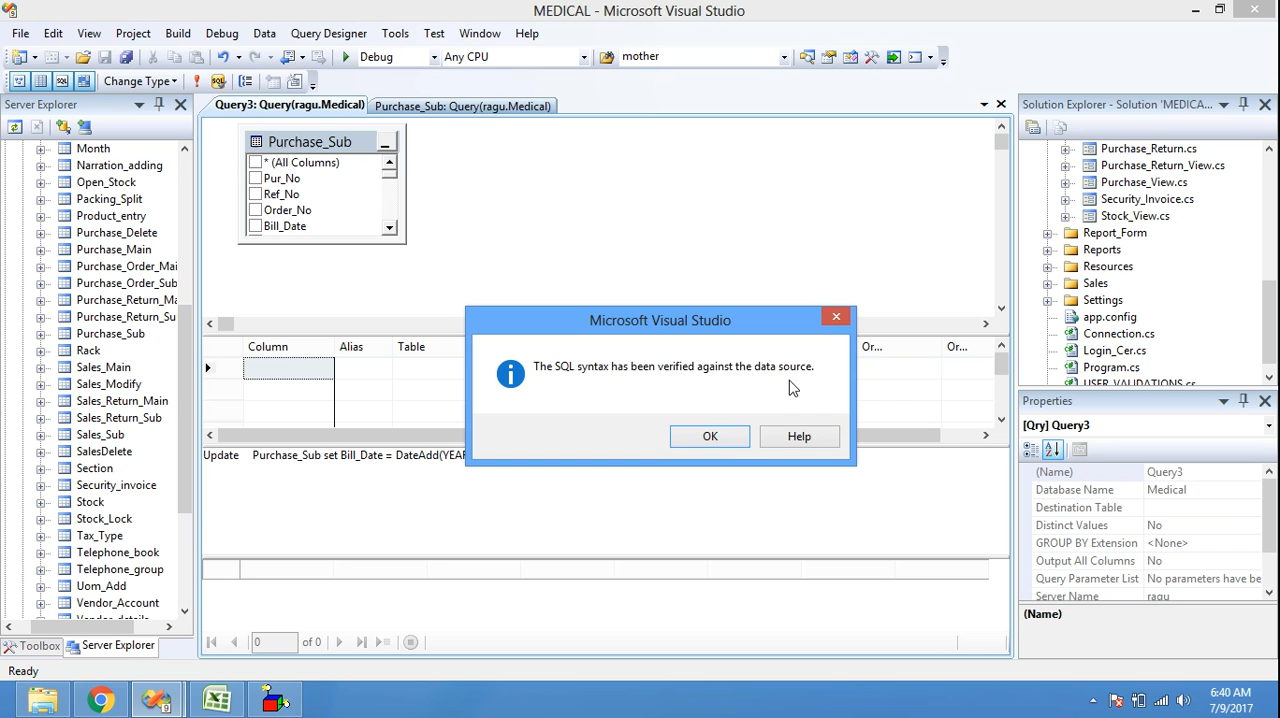 MEDICAL - Microsoft Visual Studio
File Edit View Project Build Debug Data Query Designer Tools Test Window Help
Debug Any CPU mother
Change Type
Server Explorer
Query3: Query(ragu.Medical) Purchase_Sub: Query(ragu.Medical)
Solution Explorer - Solution 'MEDICA...
Month
Narration_adding
Open_Stock
Packing_Split
Product_entry
Purchase_Delete
Purchase_Main
Purchase_Order_Mai
Purchase_Order_Sub
Purchase_Return_Ma
Purchase_Return_Su
Purchase_Sub
Rack
Sales_Main
Sales_Modify
Sales_Return_Main
Sales_Return_Sub
Sales_Sub
SalesDelete
Section
Security_invoice
Stock
Stock_Lock
Tax_Type
Telephone_book
Telephone_group
Uom_Add
Vendor_Account
Vendor_details
Toolbox Server Explorer
Purchase_Sub
* (All Columns)
Pur_No
Ref_No
Order_No
Bill_Date
Column Alias Table Or... Or...
Update Purchase_Sub set Bill_Date = DateAdd(YEAR
0 of 0
Microsoft Visual Studio
The SQL syntax has been verified against the data source.
OK Help
Purchase_Return.cs
Purchase_Return_View.cs
Purchase_View.cs
Security_Invoice.cs
Stock_View.cs
Report_Form
Reports
Resources
Sales
Settings
app.config
Connection.cs
Login_Cer.cs
Program.cs
USER_VALIDATIONS.cs
Properties
[Qry] Query3
(Name) Query3
Database Name Medical
Destination Table
Distinct Values No
GROUP BY Extension <None>
Output All Columns No
Query Parameter List No parameters have be
Server Name ragu
(Name)
Ready
6:40 AM
7/9/2017